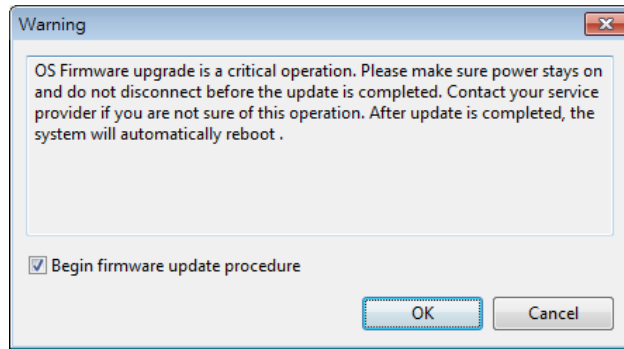 Warning
OS Firmware upgrade is a critical operation. Please make sure power stays on
and do not disconnect before the update is completed. Contact your service
provider if you are not sure of this operation. After update is completed, the
system will automatically reboot .
Begin firmware update procedure
OK
Cancel